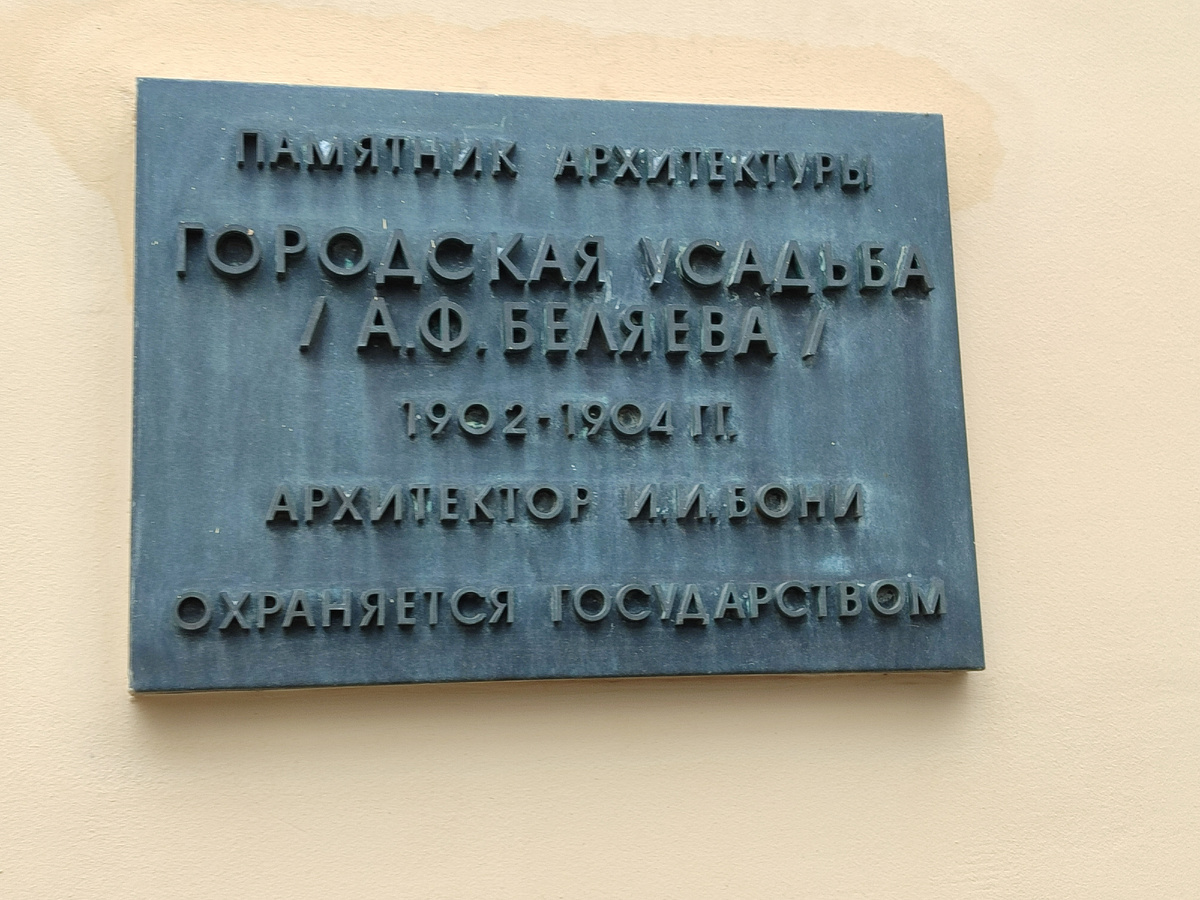 ПАМЯТНИК АРХИТЕКТУРЫ
ГОРОДСКАЯ УСАДЬБА
/ А.Ф. БЕЛЯЕВА /
1902-1904 ГГ.
АРХИТЕКТОР И.И. БОНИ
ОХРАНЯЕТСЯ ГОСУДАРСТВОМ